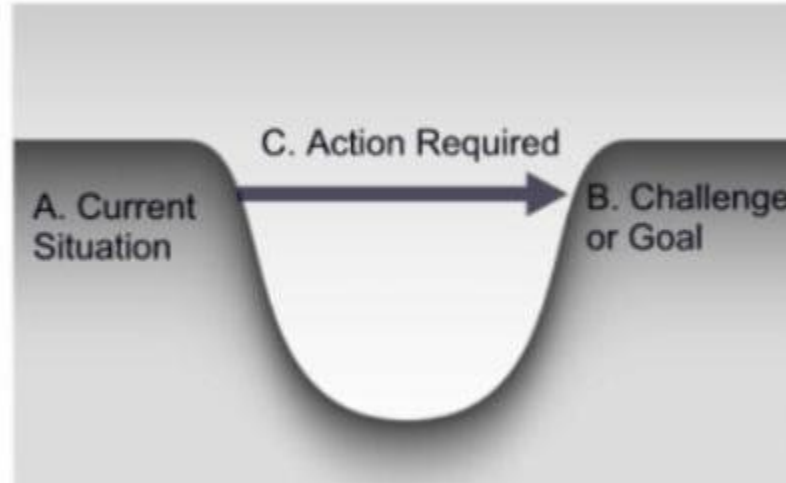 C. Action Required
A. Current
Situation
B. Challenge
or Goal